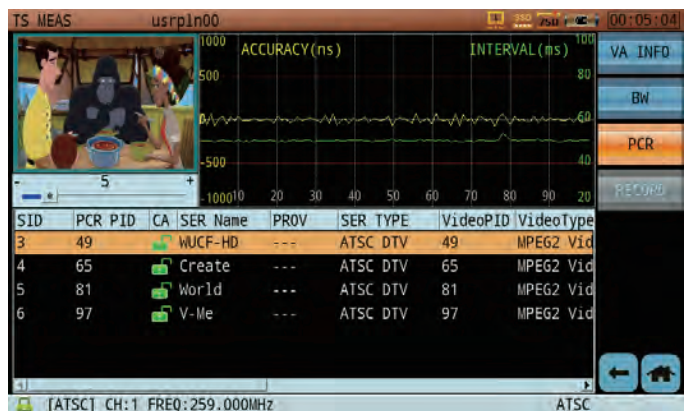 TS MEAS usrpln00 750 00:05:04
1000 ACCURACY(ns) INTERVAL(ms) 100
500 80
0 60
-500 40
-1000 10 20 30 40 50 60 70 80 90 20
- 5 +
VA INFO
BW
PCR
RECORD
SID PCR PID CA SER Name PROV SER TYPE VideoPID VideoType
3 49 WUCF-HD --- ATSC DTV 49 MPEG2 Vid
4 65 Create --- ATSC DTV 65 MPEG2 Vid
5 81 World --- ATSC DTV 81 MPEG2 Vid
6 97 V-Me --- ATSC DTV 97 MPEG2 Vid
[ATSC] CH:1 FREQ:259.000MHz ATSC